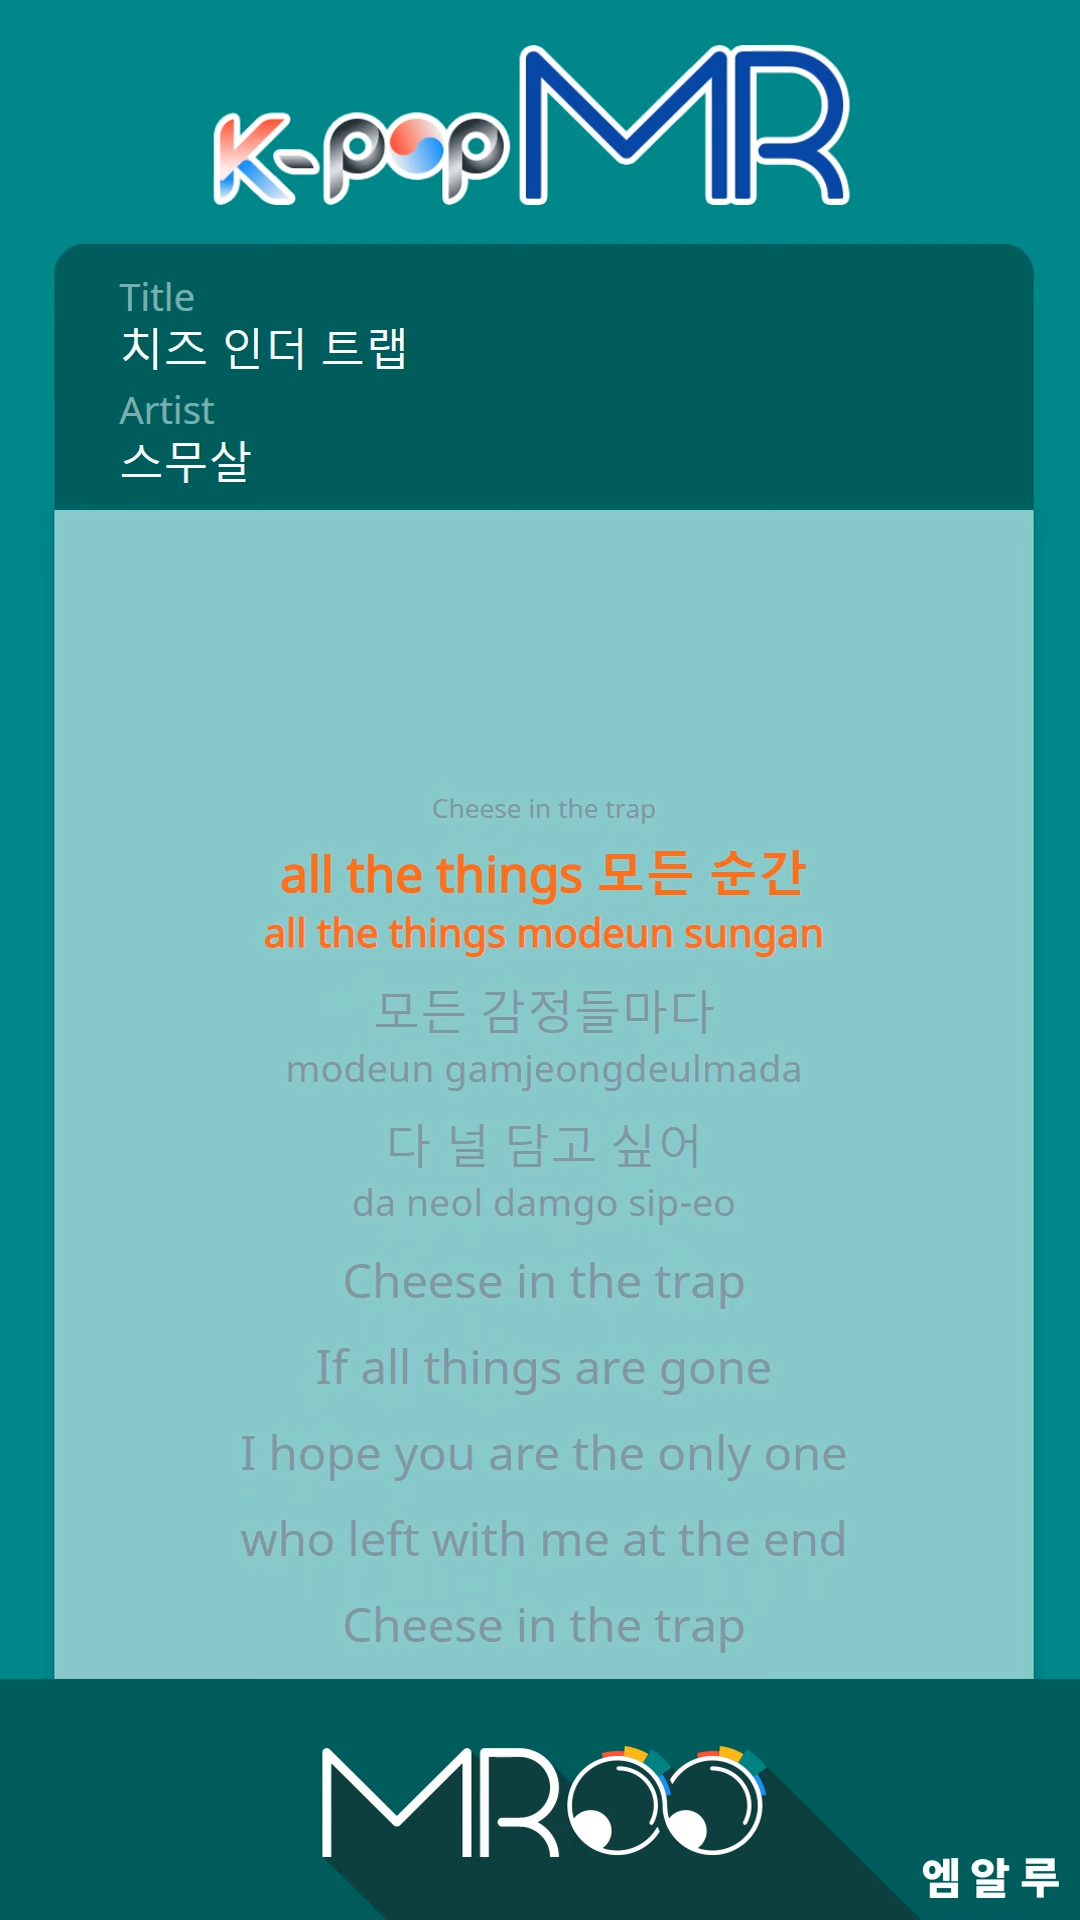 K-pop MR
Title
치즈 인더 트랩
Artist
스무살
Cheese in the trap
all the things 모든 순간
all the things modeun sungan
모든 감정들마다
modeun gamjeongdeulmada
다 널 담고 싶어
da neol damgo sip-eo
Cheese in the trap
If all things are gone
I hope you are the only one
who left with me at the end
Cheese in the trap
MROO
엠알루